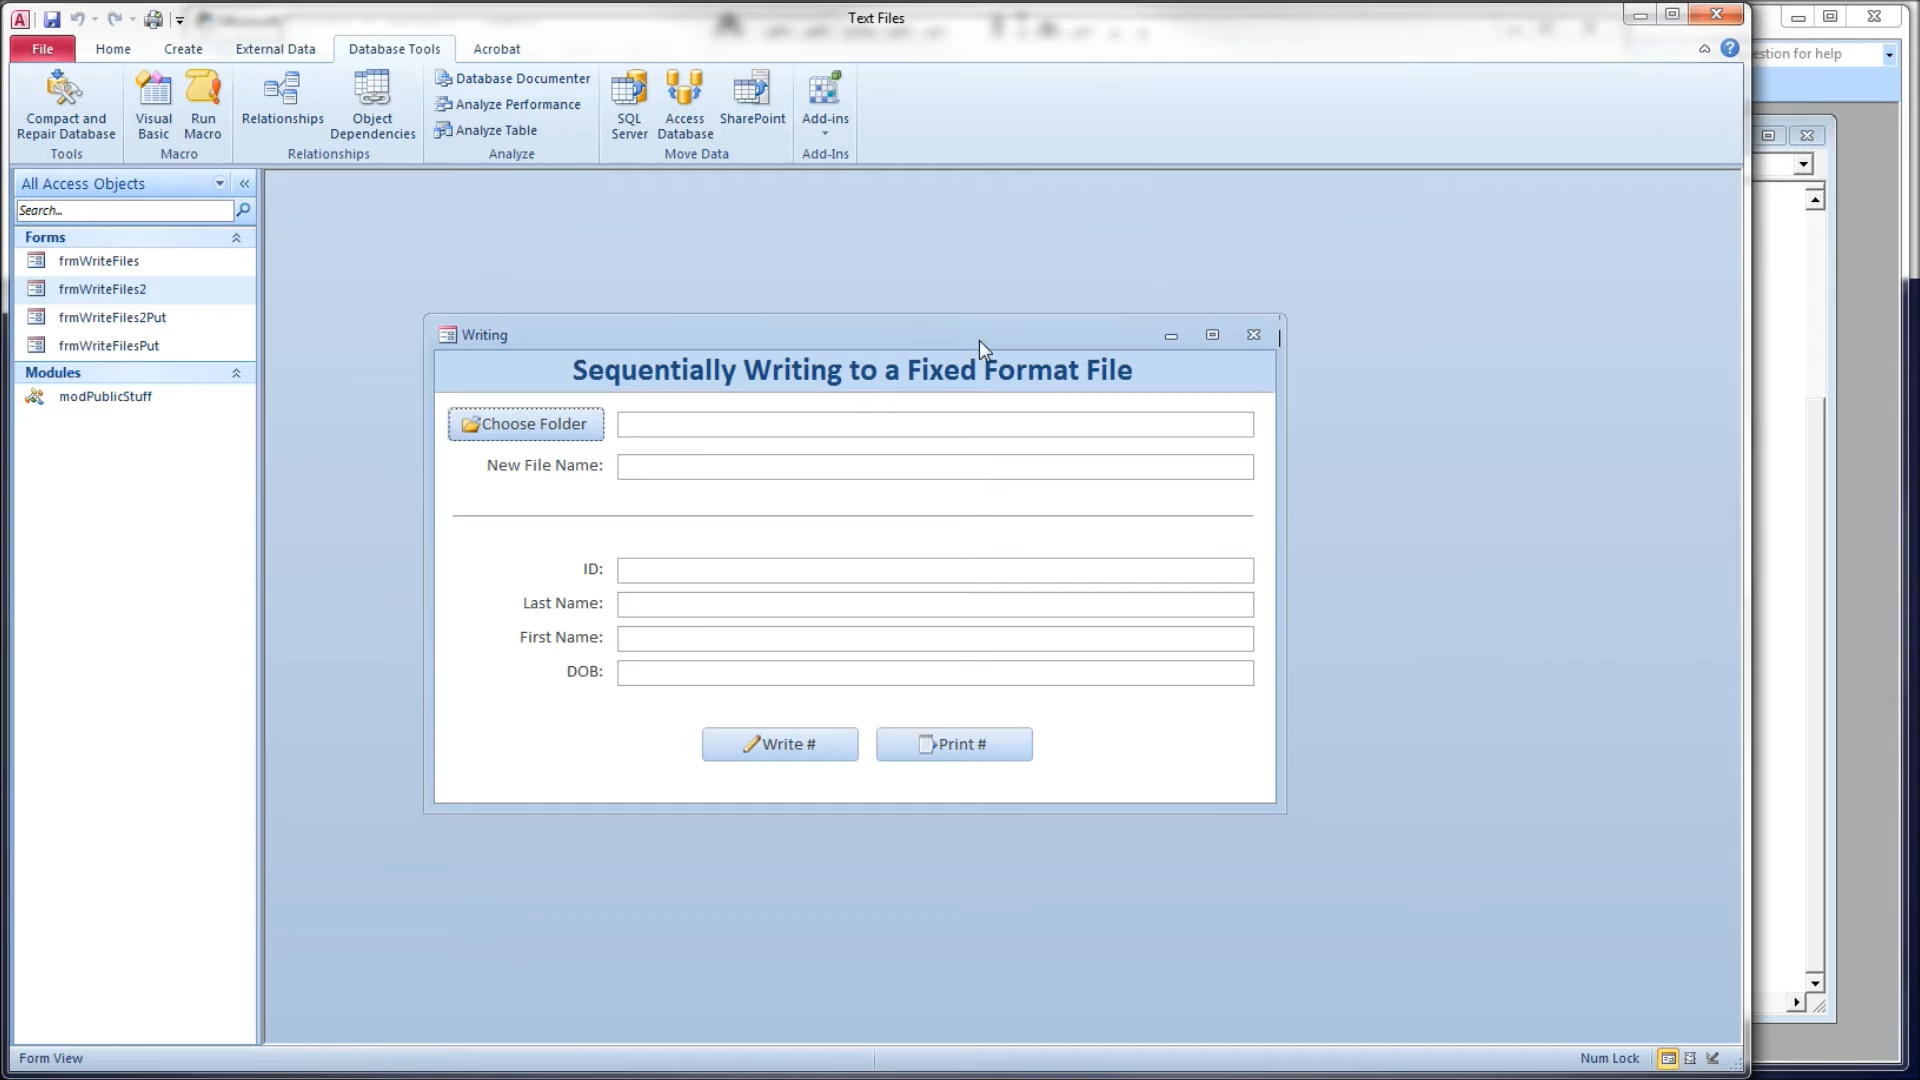 Text Files
File
Home
Create
External Data
Database Tools
Acrobat
estion for help
Compact and
Repair Database
Tools
Visual
Basic
Run
Macro
Macro
Relationships
Object
Dependencies
Relationships
Database Documenter
Analyze Performance
Analyze Table
Analyze
SQL
Server
Access
Database
SharePoint
Move Data
Add-ins
Add-Ins
All Access Objects
Search...
Forms
frmWriteFiles
frmWriteFiles2
frmWriteFiles2Put
frmWriteFilesPut
Modules
modPublicStuff
Writing
Sequentially Writing to a Fixed Format File
Choose Folder
New File Name:
ID:
Last Name:
First Name:
DOB:
Write #
Print #
Form View
Num Lock